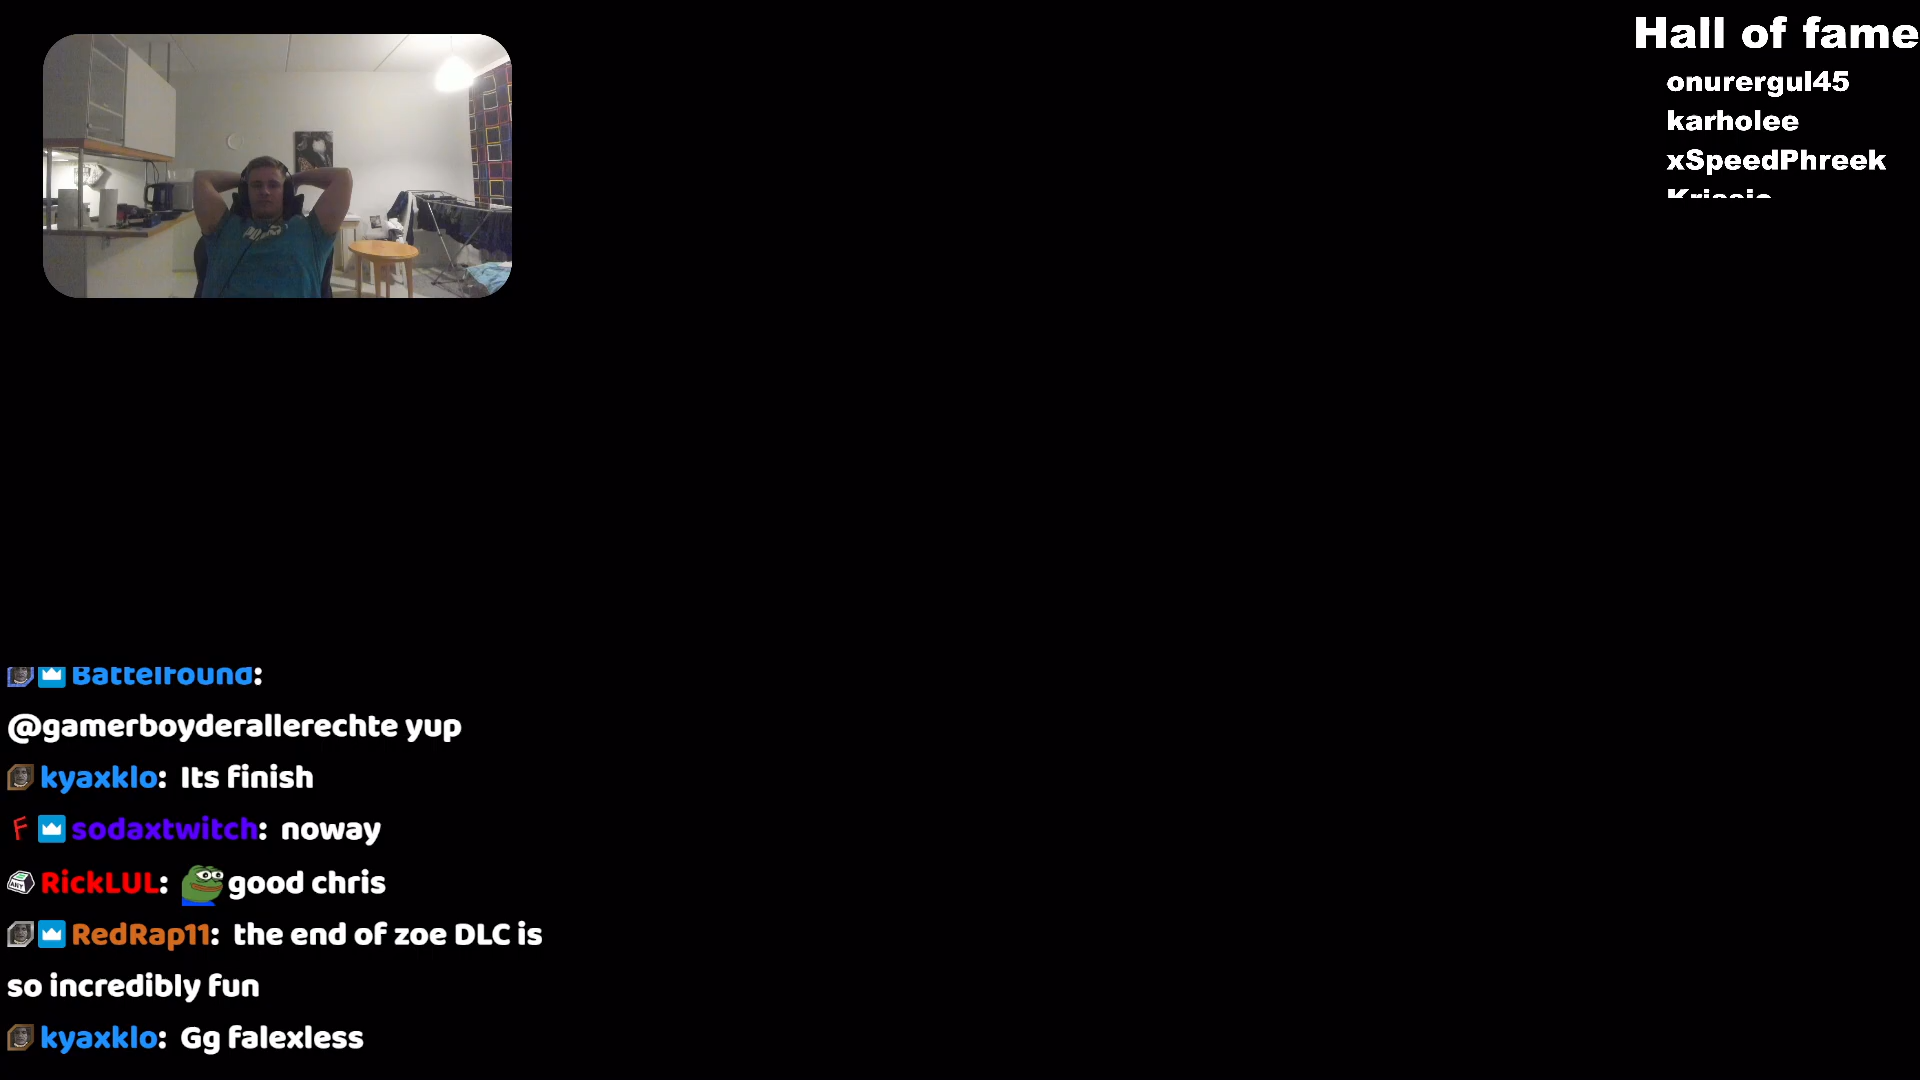 Hall of fame
onurergul45
karholee
xSpeedPhreek
Battelround:
@gamerboyderallerechte yup
kyaxklo: Its finish
sodaxtwitch: noway
RickLUL: good chris
RedRap11: the end of zoe DLC is
so incredibly fun
kyaxklo: Gg falexless